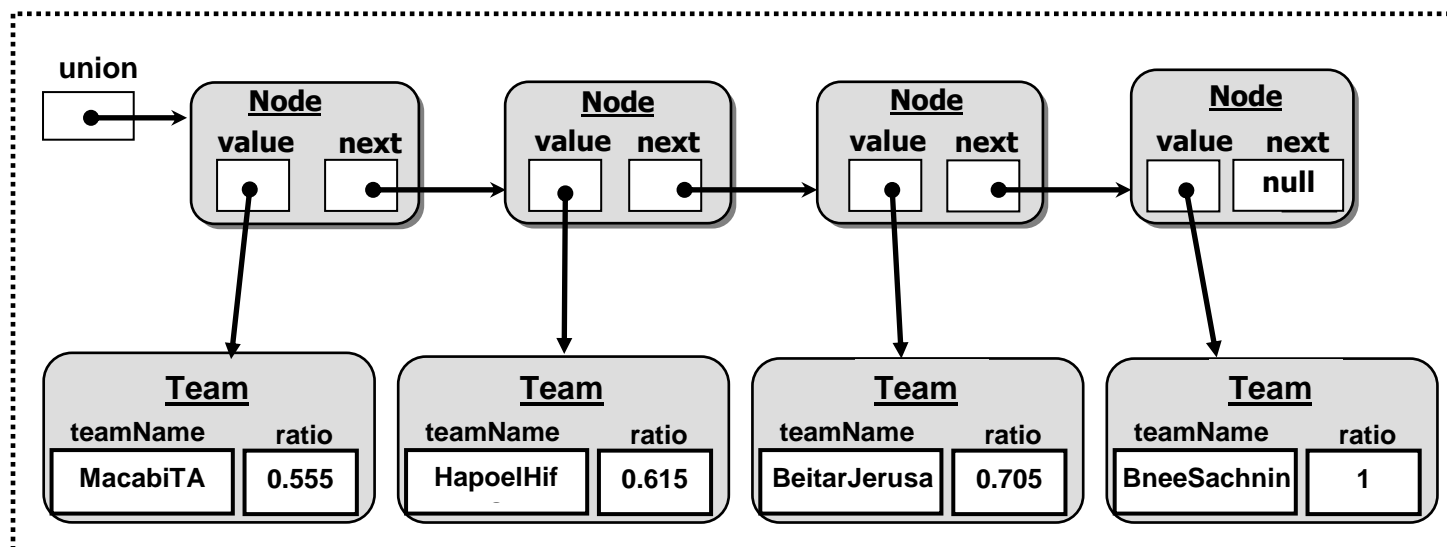 union
Node
value next
Node
value next
Node
value next
Node
value next
null
Team
teamName ratio
MacabiTA 0.555
Team
teamName ratio
HapoelHif 0.615
Team
teamName ratio
BeitarJerusa 0.705
Team
teamName ratio
BneeSachnin 1